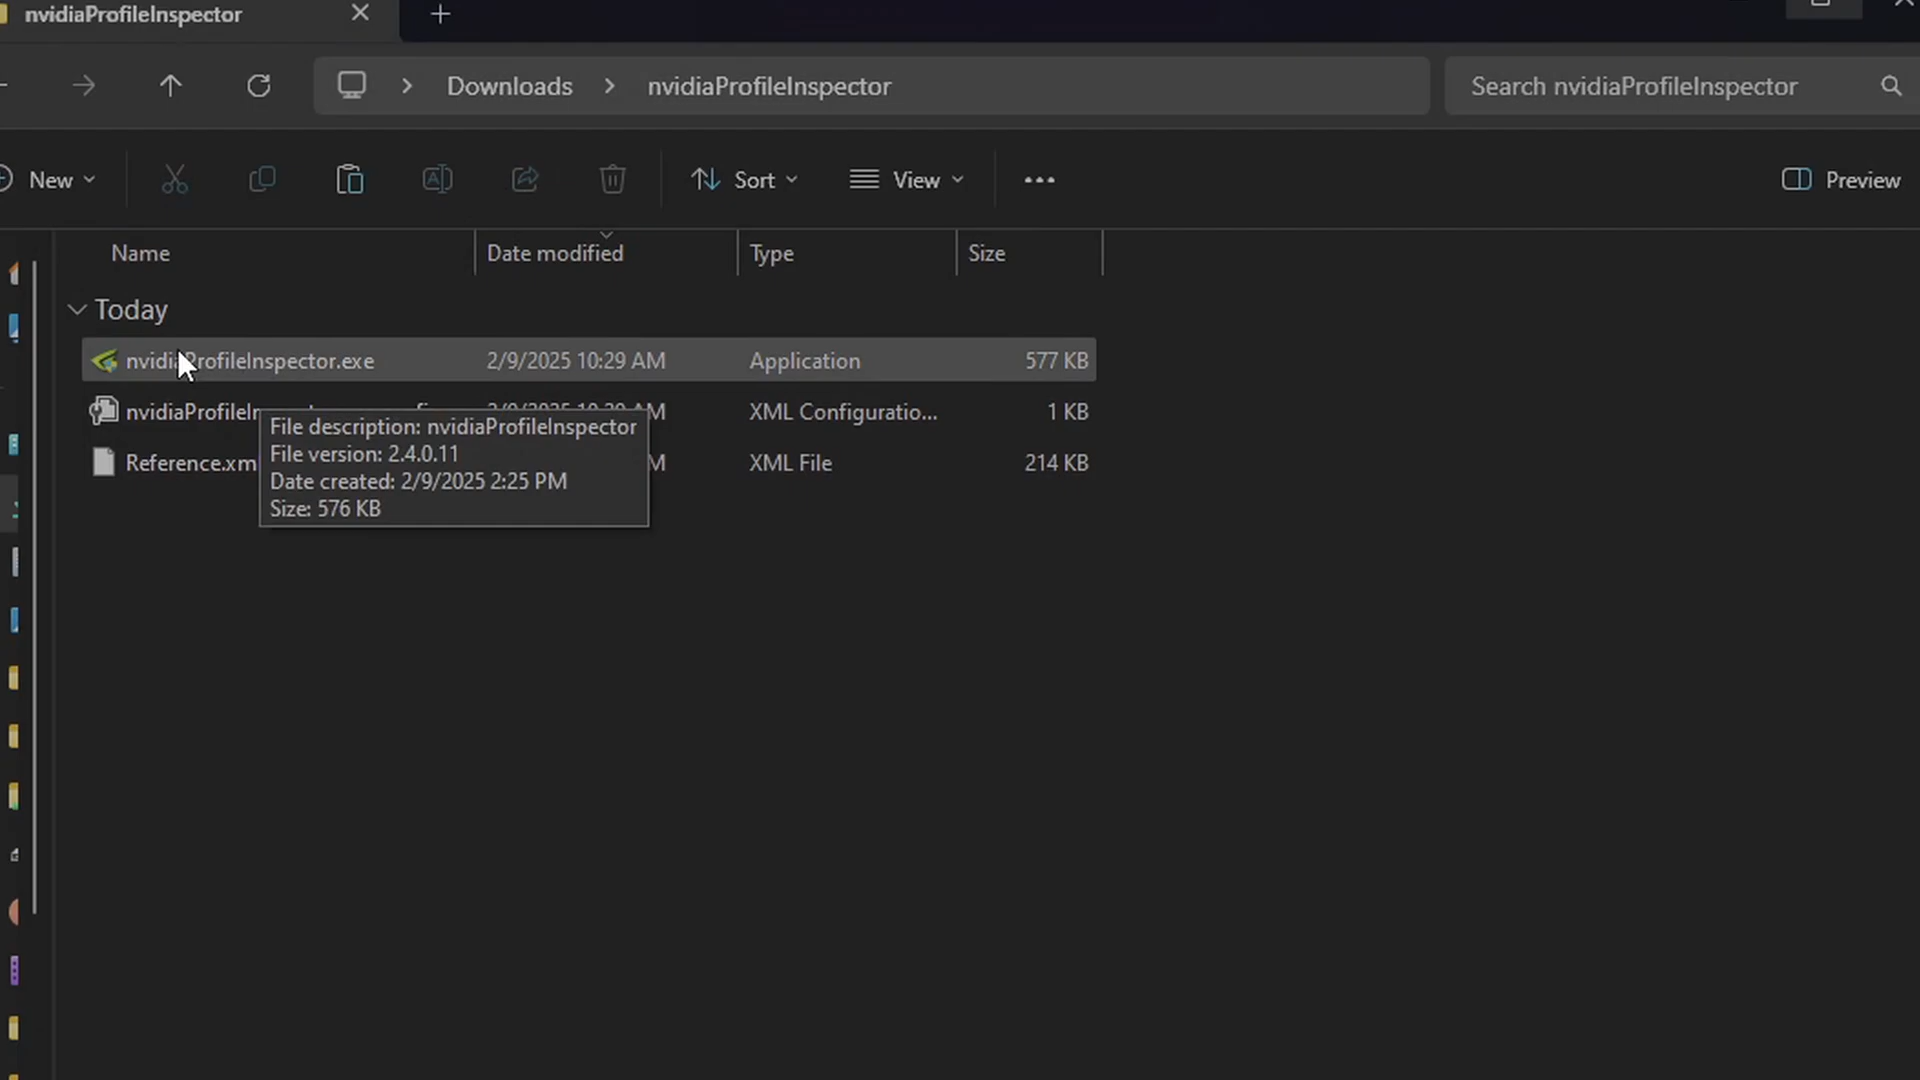 nvidiaProfileInspector
Downloads > nvidiaProfileInspector
Search nvidiaProfileInspector
New
Sort
View
Preview
Name
Date modified
Type
Size
Today
nvidiaProfileInspector.exe 2/9/2025 10:29 AM Application 577 KB
nvidiaProfileIn XML Configuratio... 1 KB
Reference.xm XML File 214 KB
File description: nvidiaProfileInspector
File version: 2.4.0.11
Date created: 2/9/2025 2:25 PM
Size: 576 KB